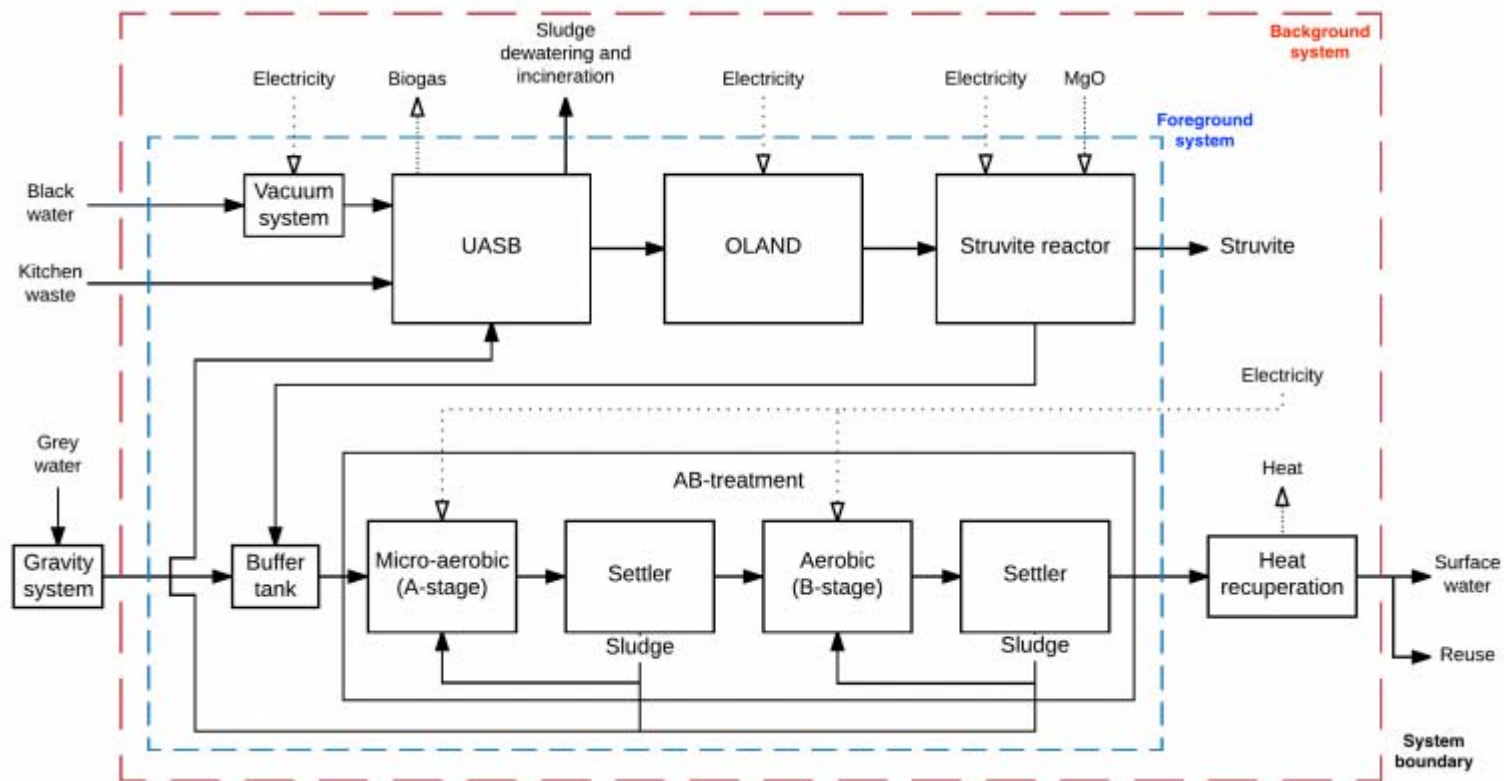 Background
system
Sludge
dewatering and
incineration
Electricity
Biogas
Electricity
Electricity
MgO
Foreground
system
Black
water
Vacuum
system
UASB
OLAND
Struvite reactor
Struvite
Kitchen
waste
Electricity
Grey
water
AB-treatment
Heat
Gravity
system
Buffer
tank
Micro-aerobic
(A-stage)
Settler
Aerobic
(B-stage)
Settler
Heat
recuperation
Surface
water
Sludge
Sludge
Reuse
System
boundary